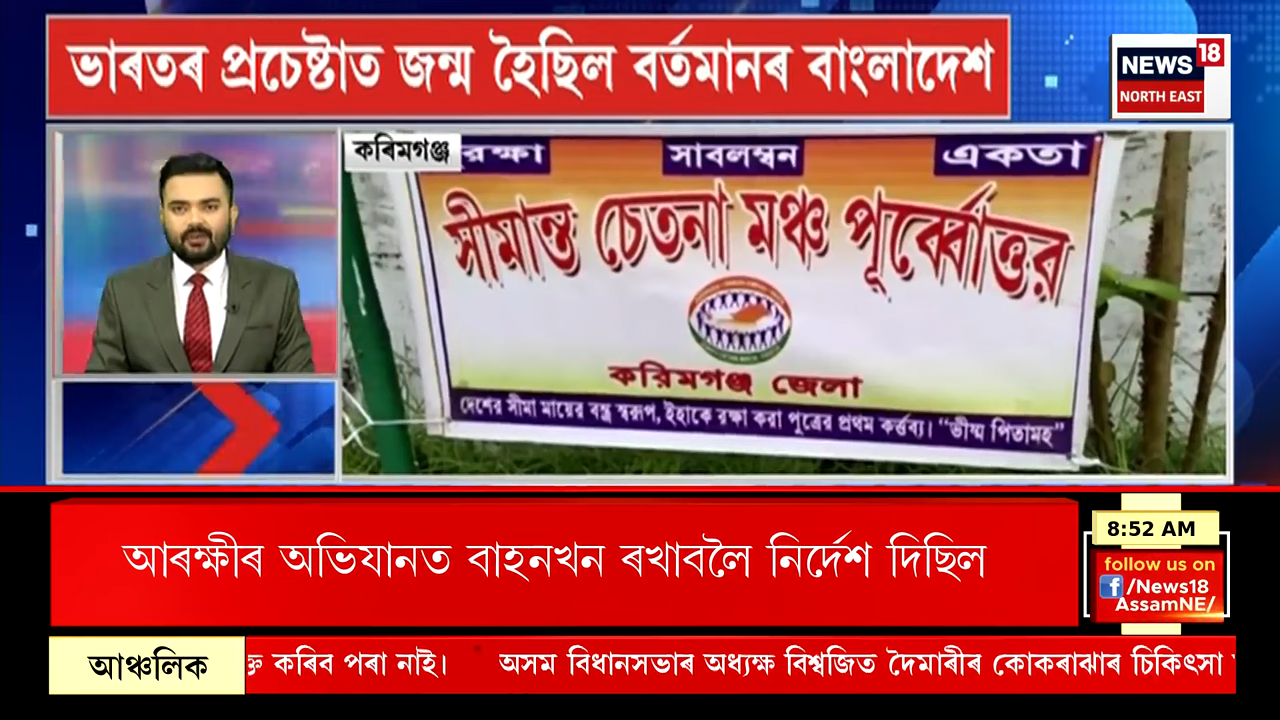 ভাৰতৰ প্ৰচেষ্টাত জন্ম হৈছিল বৰ্তমানৰ বাংলাদেশ
NEWS 18
NORTH EAST
কৰিমগঞ্জ
সাবলম্বন একতা
সীমান্ত চেতনা মঞ্চ পূর্ব্বোত্তর
করিমগঞ্জ জেলা
দেশের সীমা মায়ের বস্ত্র স্বরূপ, ইহাকে রক্ষা করা পুত্রের প্রথম কর্ত্তব্য। “ভীষ্ম পিতামহ”
আৰক্ষীৰ অভিযানত বাহনখন ৰখাবলৈ নিৰ্দেশ দিছিল
8:52 AM
follow us on
/News18
AssamNE/
আঞ্চলিক
কৰিব পৰা নাই। অসম বিধানসভাৰ অধ্যক্ষ বিশ্বজিত দৈমাৰীৰ কোকৰাঝাৰ চিকিৎসা